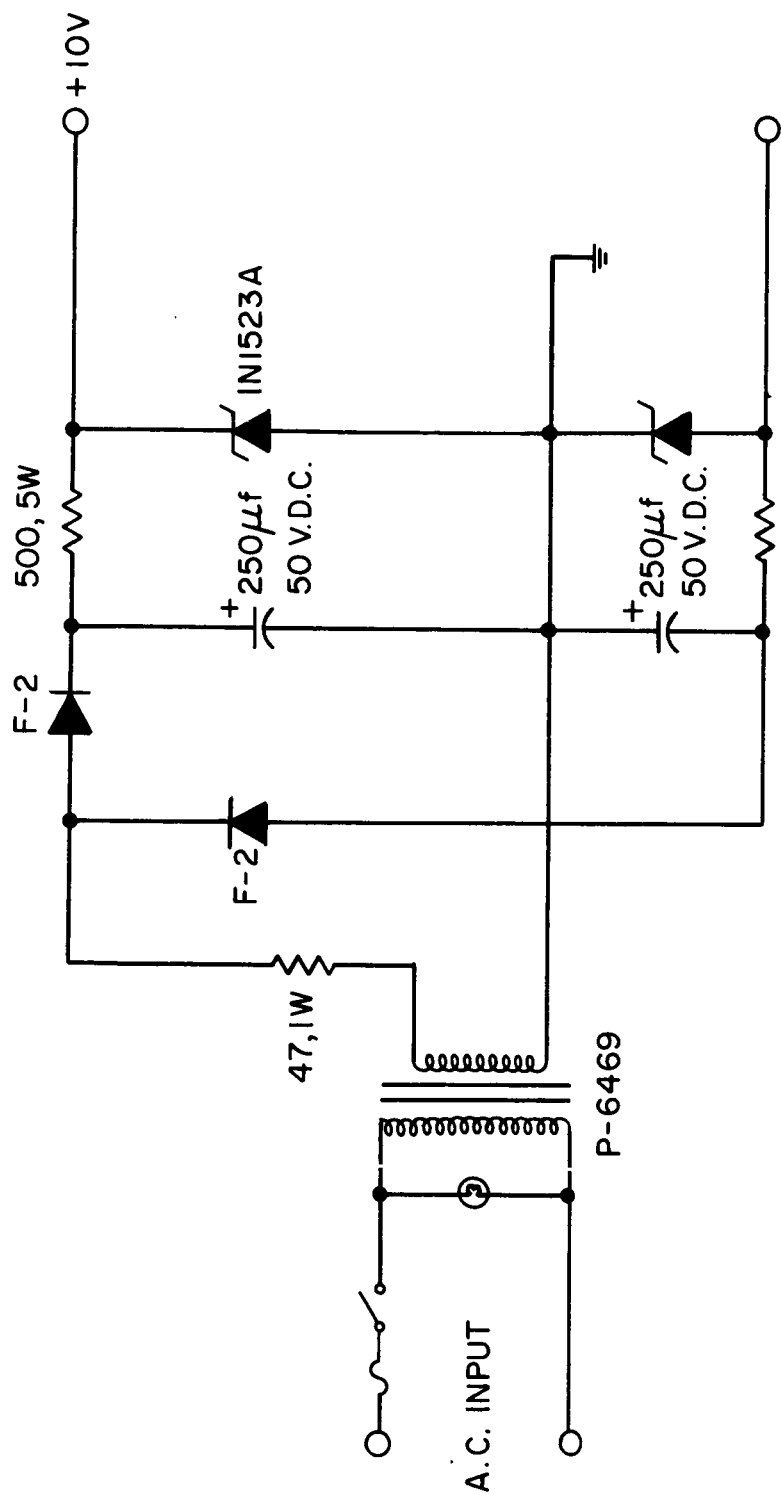 +10V
500, 5W
F-2
1N1523A
+ 250µf
50 V.D.C.
F-2
47, 1W
+ 250µf
50 V.D.C.
P-6469
A.C. INPUT